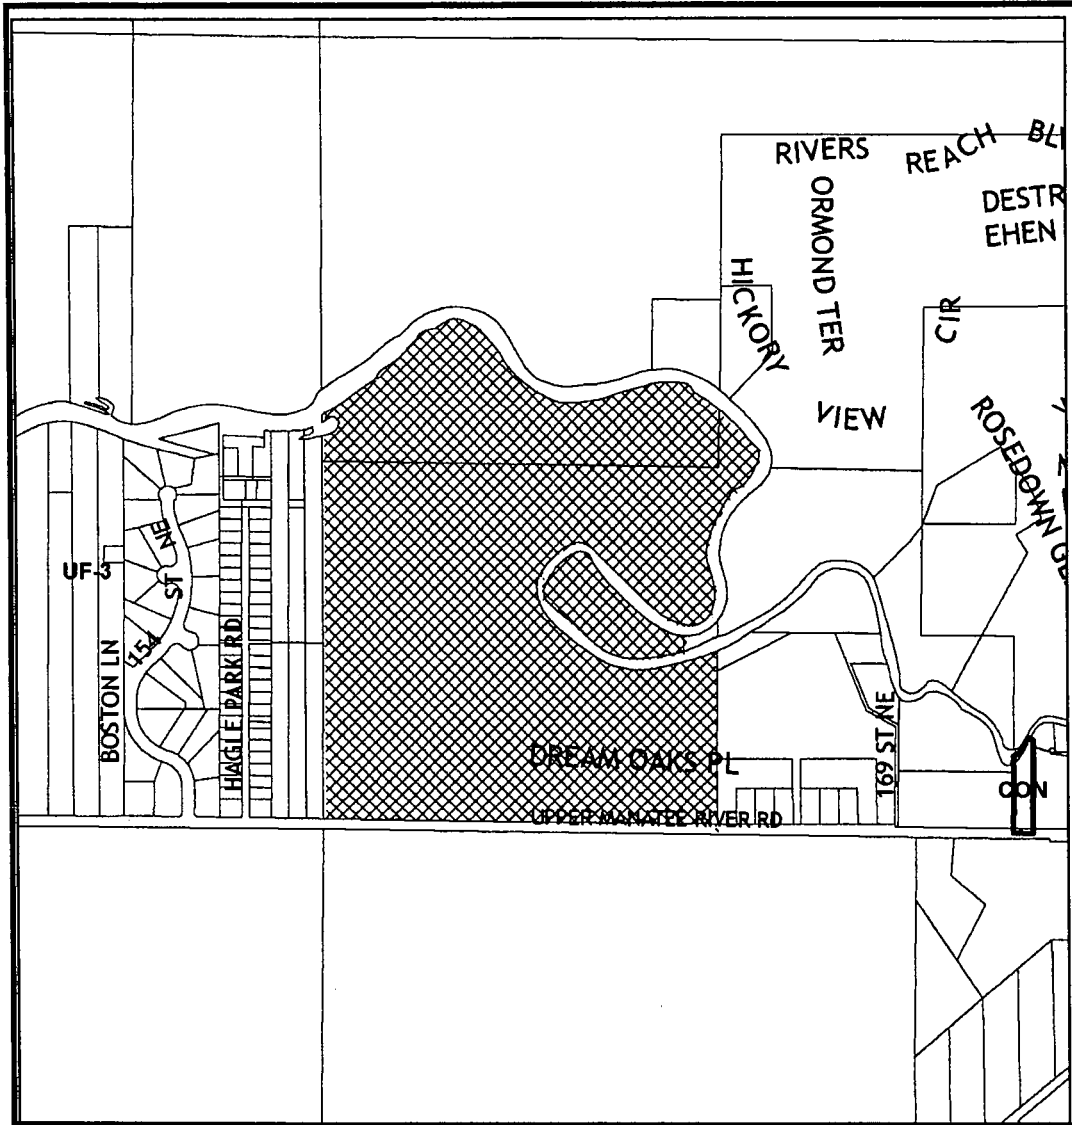 RIVERS
REACH
DESTR
EHEN
ORMOND TER
HICKORY
CIR
VIEW
ROSEDOWN
UF-3
154 ST NE
BOSTON LN
HAGLE PARK RD
169 ST NE
DREAM OAKS PL
CON
UPPER MANATEE RIVER RD